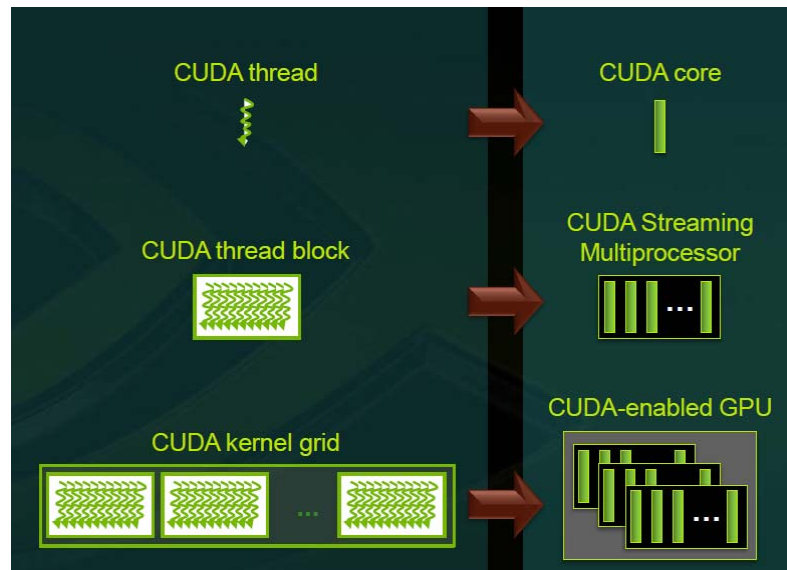 CUDA thread
CUDA core
CUDA thread block
CUDA Streaming
Multiprocessor
...
CUDA kernel grid
CUDA-enabled GPU
...
...